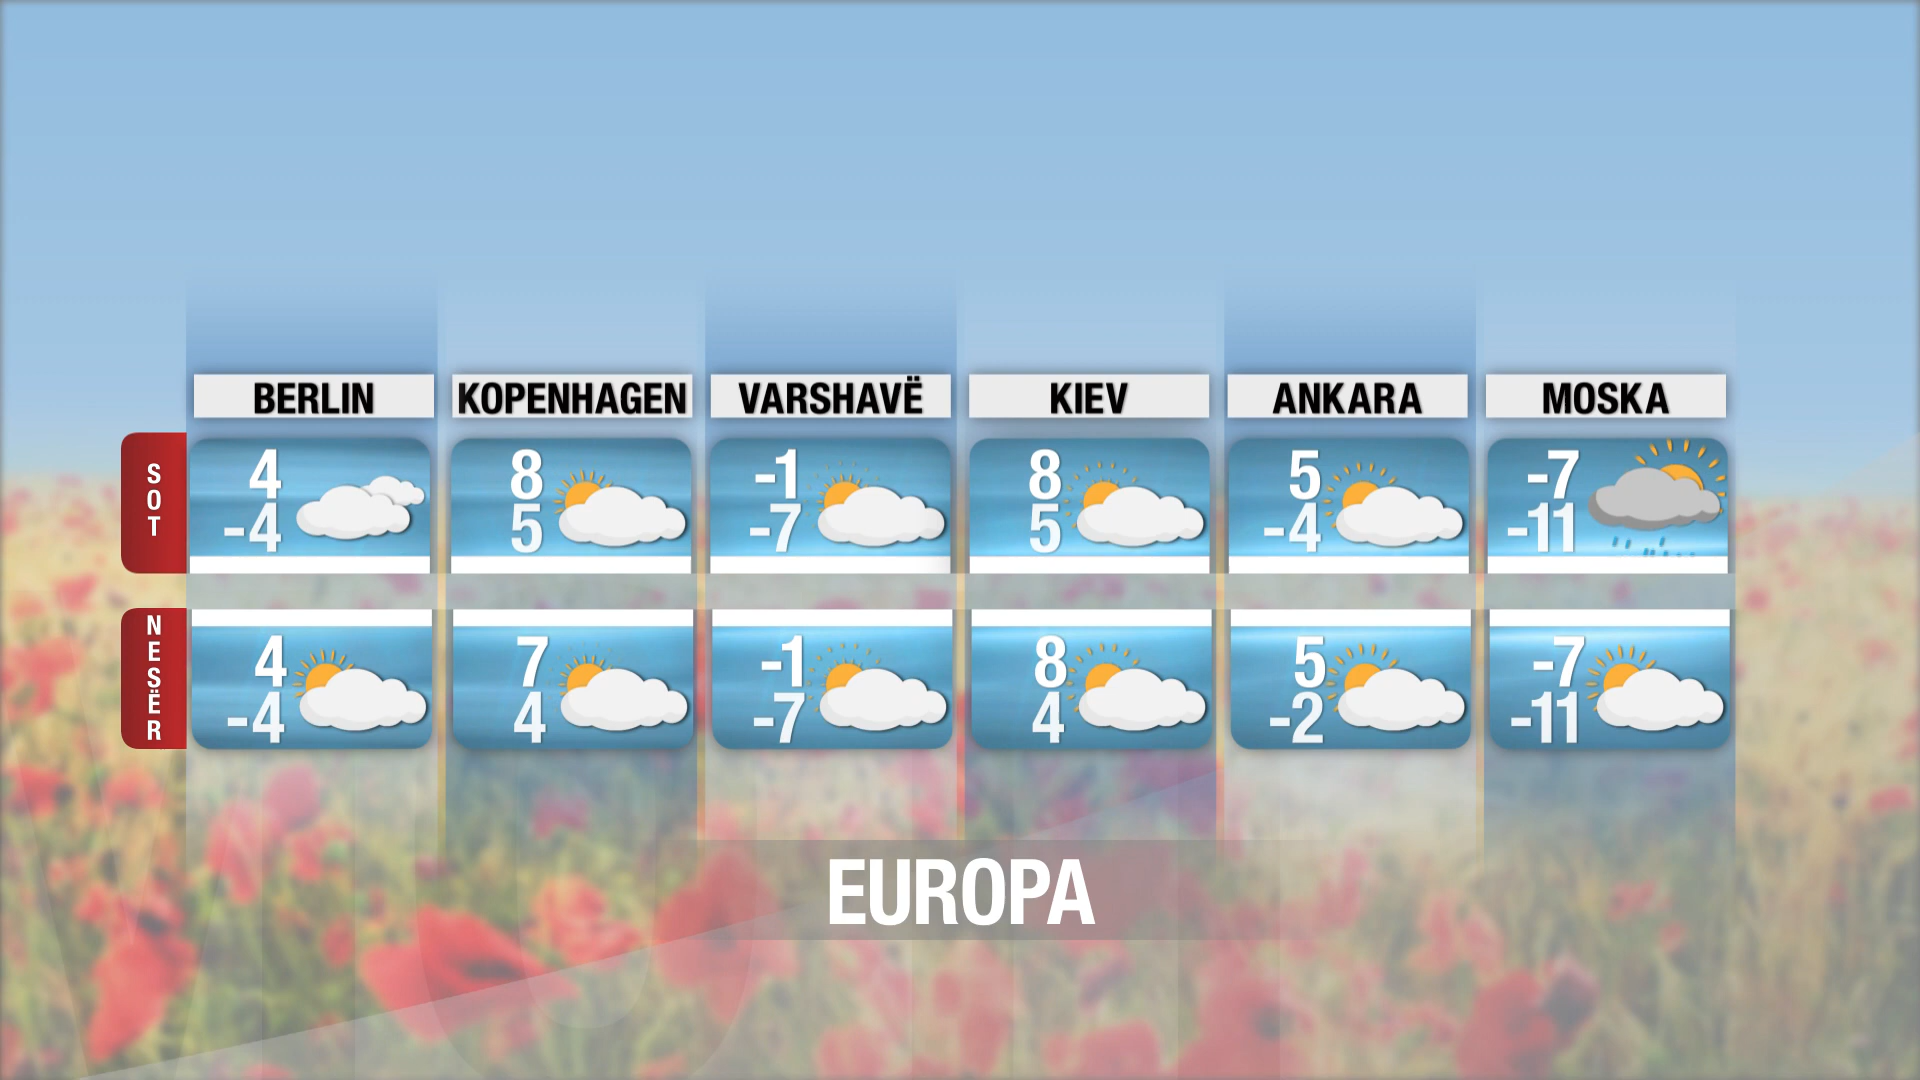 BERLIN KOPENHAGEN VARSHAVË KIEV ANKARA MOSKA
SOT
4 8 -1 8 5 -7
-4 5 -7 5 -4 -11
NESËR
4 7 -1 8 5 -7
-4 4 -7 4 -2 -11
EUROPA